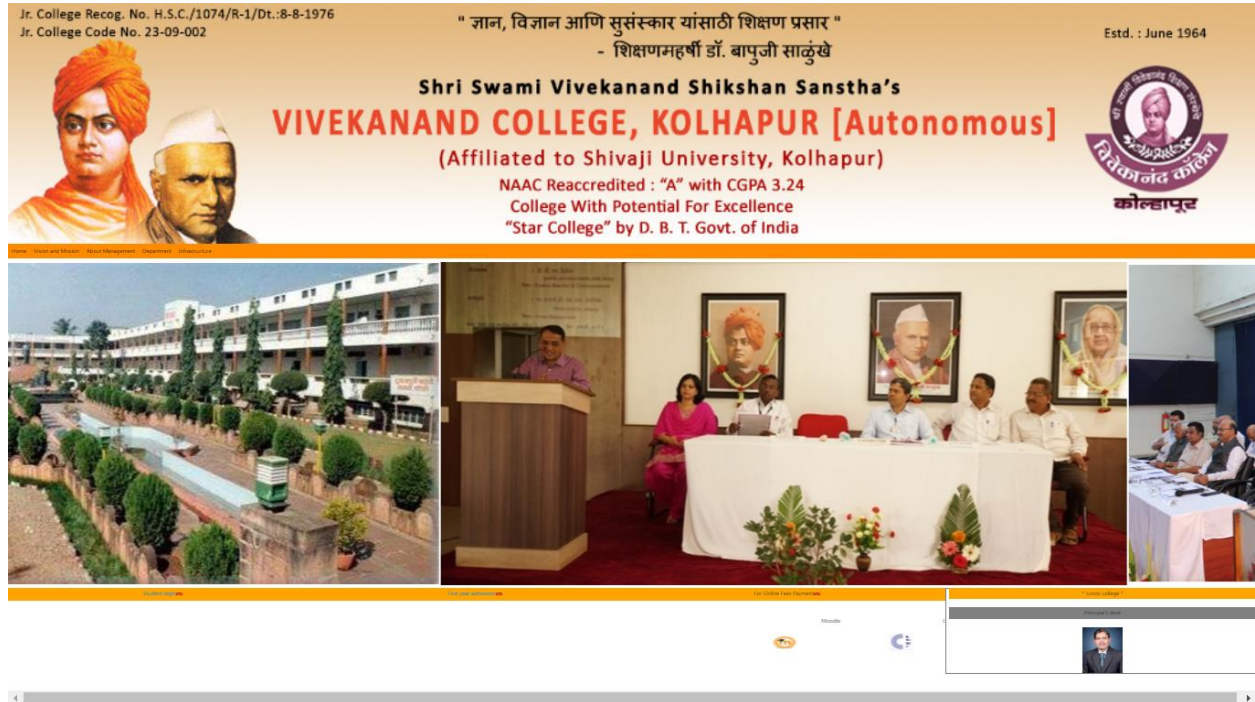 Jr. College Recog. No. H.S.C./1074/R-1/Dt.:8-8-1976
Jr. College Code No. 23-09-002
" ज्ञान, विज्ञान आणि सुसंस्कार यांसाठी शिक्षण प्रसार "
- शिक्षणमहर्षी डॉ. बापुजी साळुंखे
Estd. : June 1964
Shri Swami Vivekanand Shikshan Sanstha’s
VIVEKANAND COLLEGE, KOLHAPUR [Autonomous]
(Affiliated to Shivaji University, Kolhapur)
NAAC Reaccredited : “A” with CGPA 3.24
College With Potential For Excellence
“Star College” by D. B. T. Govt. of India
विवेकानंद कॉलेज
कोल्हापूर
Home Vision and Mission About Management Department Infrastructure
Student login First year admission For Online Fees Payment * Junior college *
Principal's desk
Moodle